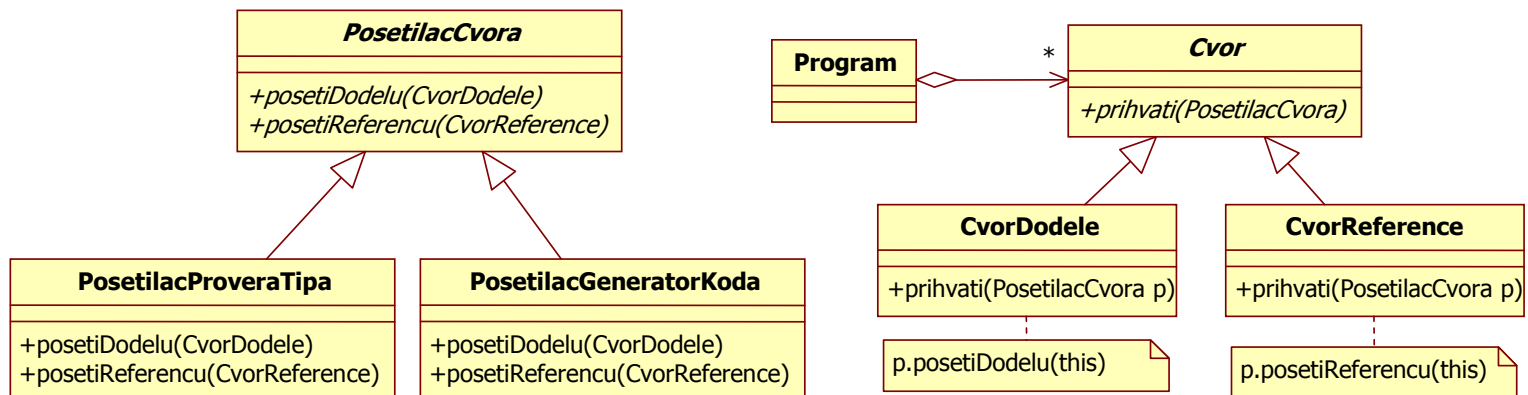 PosetilacCvora
+posetiDodelu(CvorDodele)
+posetiReferencu(CvorReference)
PosetilacProveraTipa
+posetiDodelu(CvorDodele)
+posetiReferencu(CvorReference)
PosetilacGeneratorKoda
+posetiDodelu(CvorDodele)
+posetiReferencu(CvorReference)
Program
*
Cvor
+prihvati(PosetilacCvora)
CvorDodele
+prihvati(PosetilacCvora p)
p.posetiDodelu(this)
CvorReference
+prihvati(PosetilacCvora p)
p.posetiReferencu(this)